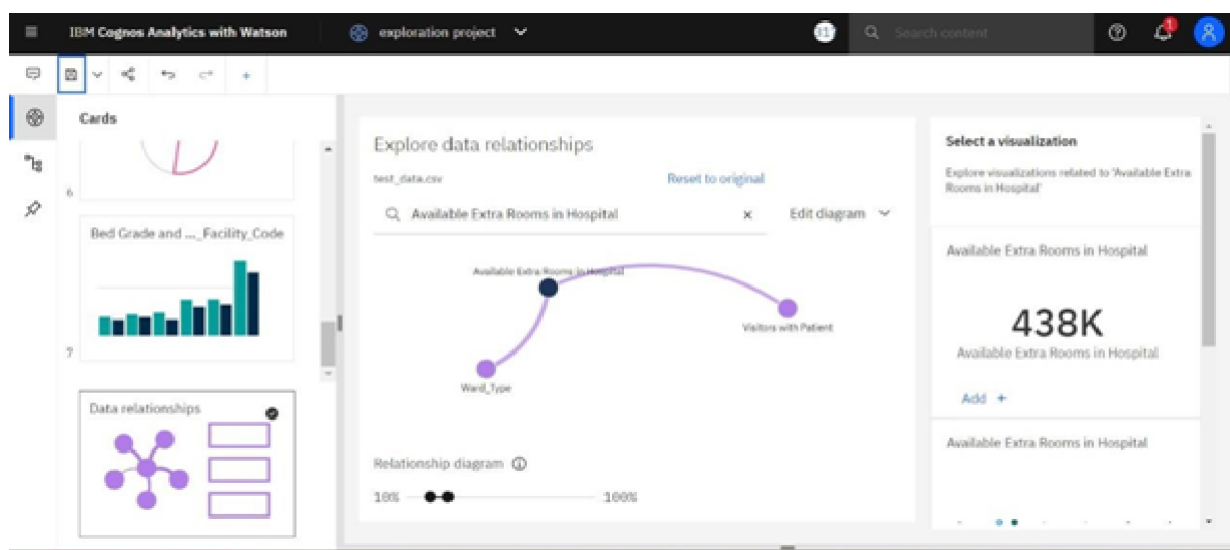 IBM Cognos Analytics with Watson
exploration project
Search content
Cards
6
Bed Grade and ..._Facility_Code
7
Data relationships
Explore data relationships
test_data.csv
Reset to original
Available Extra Rooms in Hospital
Edit diagram
Available Extra Rooms in Hospital
Visitors with Patient
Ward_Type
Relationship diagram
10%
100%
Select a visualization
Explore visualizations related to 'Available Extra
Rooms in Hospital'
Available Extra Rooms in Hospital
438K
Available Extra Rooms in Hospital
Add +
Available Extra Rooms in Hospital